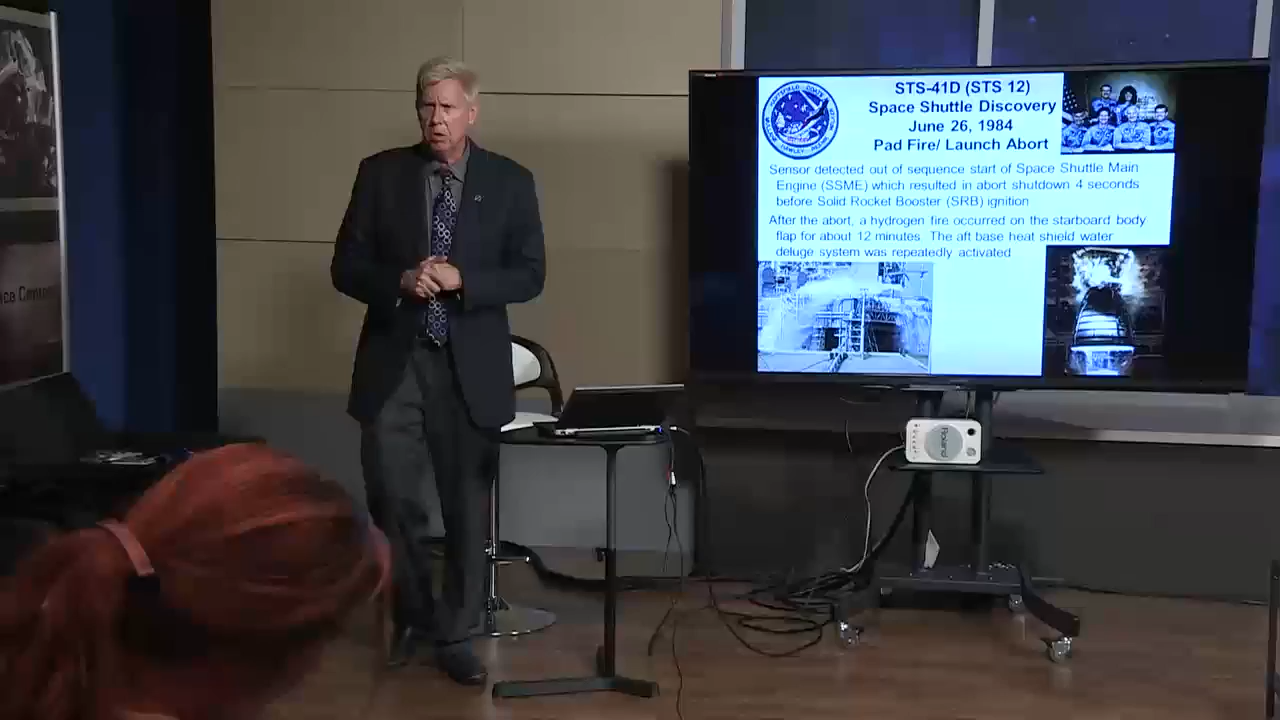 STS-41D (STS 12)
Space Shuttle Discovery
June 26, 1984
Pad Fire/ Launch Abort
Sensor detected out of sequence start of Space Shuttle Main
Engine (SSME) which resulted in abort shutdown 4 seconds
before Solid Rocket Booster (SRB) ignition
After the abort, a hydrogen fire occurred on the starboard body
flap for about 12 minutes The aft base heat shield water
deluge system was repeatedly activated
Roland